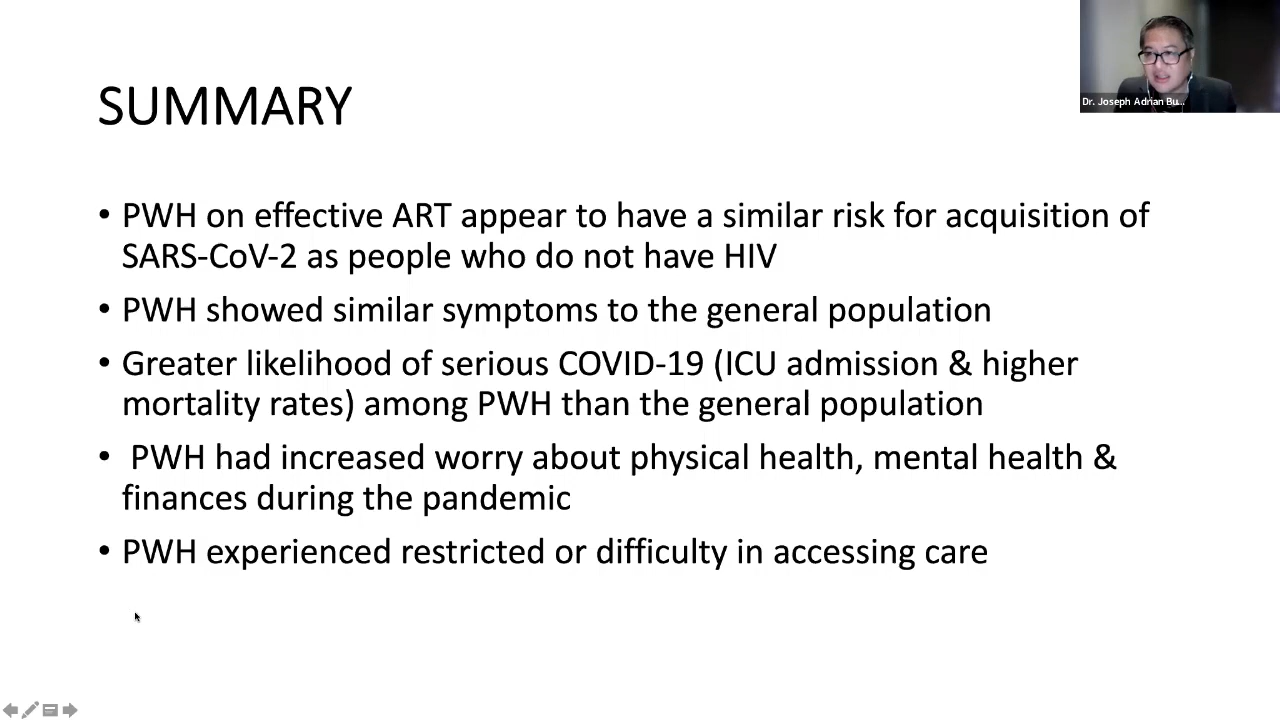 Dr. Joseph Adrian Bu...
SUMMARY
• PWH on effective ART appear to have a similar risk for acquisition of
SARS-CoV-2 as people who do not have HIV
• PWH showed similar symptoms to the general population
• Greater likelihood of serious COVID-19 (ICU admission & higher
mortality rates) among PWH than the general population
• PWH had increased worry about physical health, mental health &
finances during the pandemic
• PWH experienced restricted or difficulty in accessing care